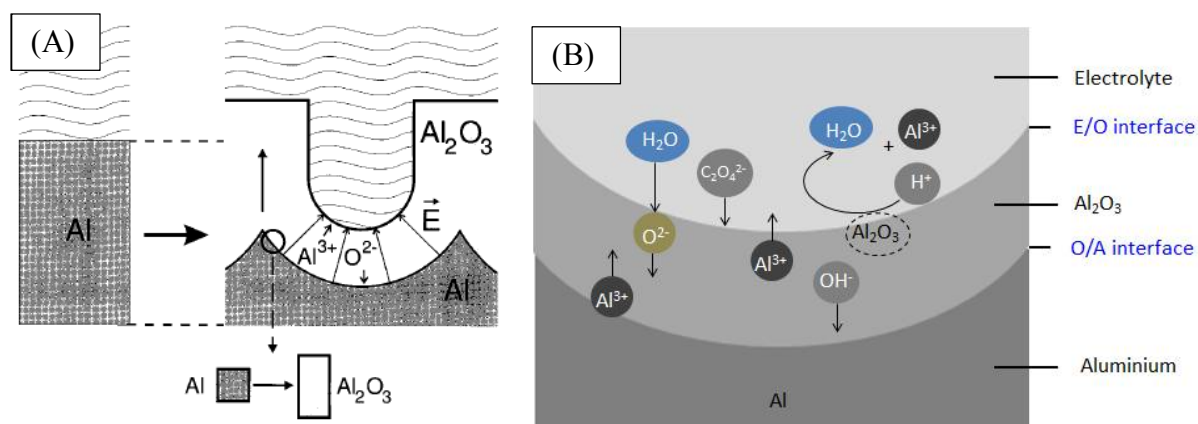 (A)
Al
Al₂O₃
E
Al³⁺
O²⁻
Al
Al
Al₂O₃
(B)
H₂O
C₂O₄²⁻
H₂O
+
Al³⁺
H⁺
O²⁻
Al³⁺
Al³⁺
Al₂O₃
OH⁻
Al
Electrolyte
E/O interface
Al₂O₃
O/A interface
Aluminium